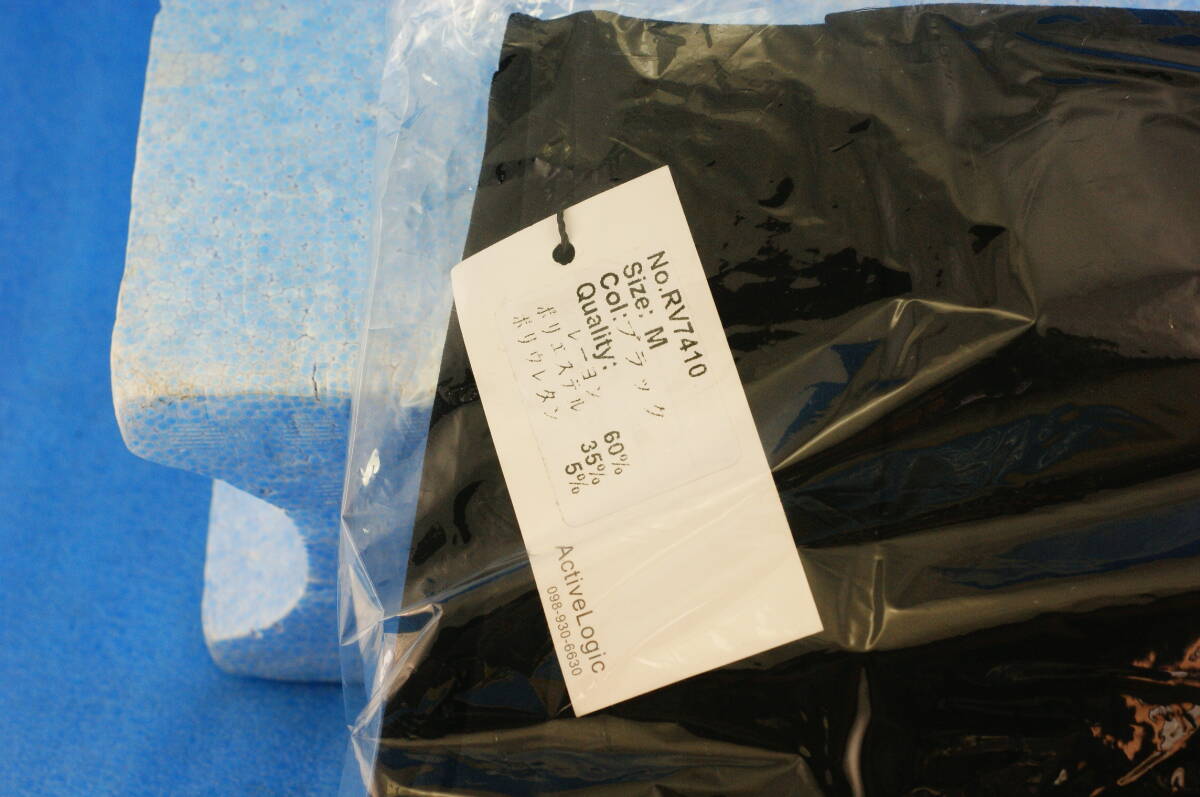 No.RV7410
Size: M
Col:ブラック
Quality:
レーヨン 60%
ポリエステル 35%
ポリウレタン 5%
ActiveLogic
098-930-6630